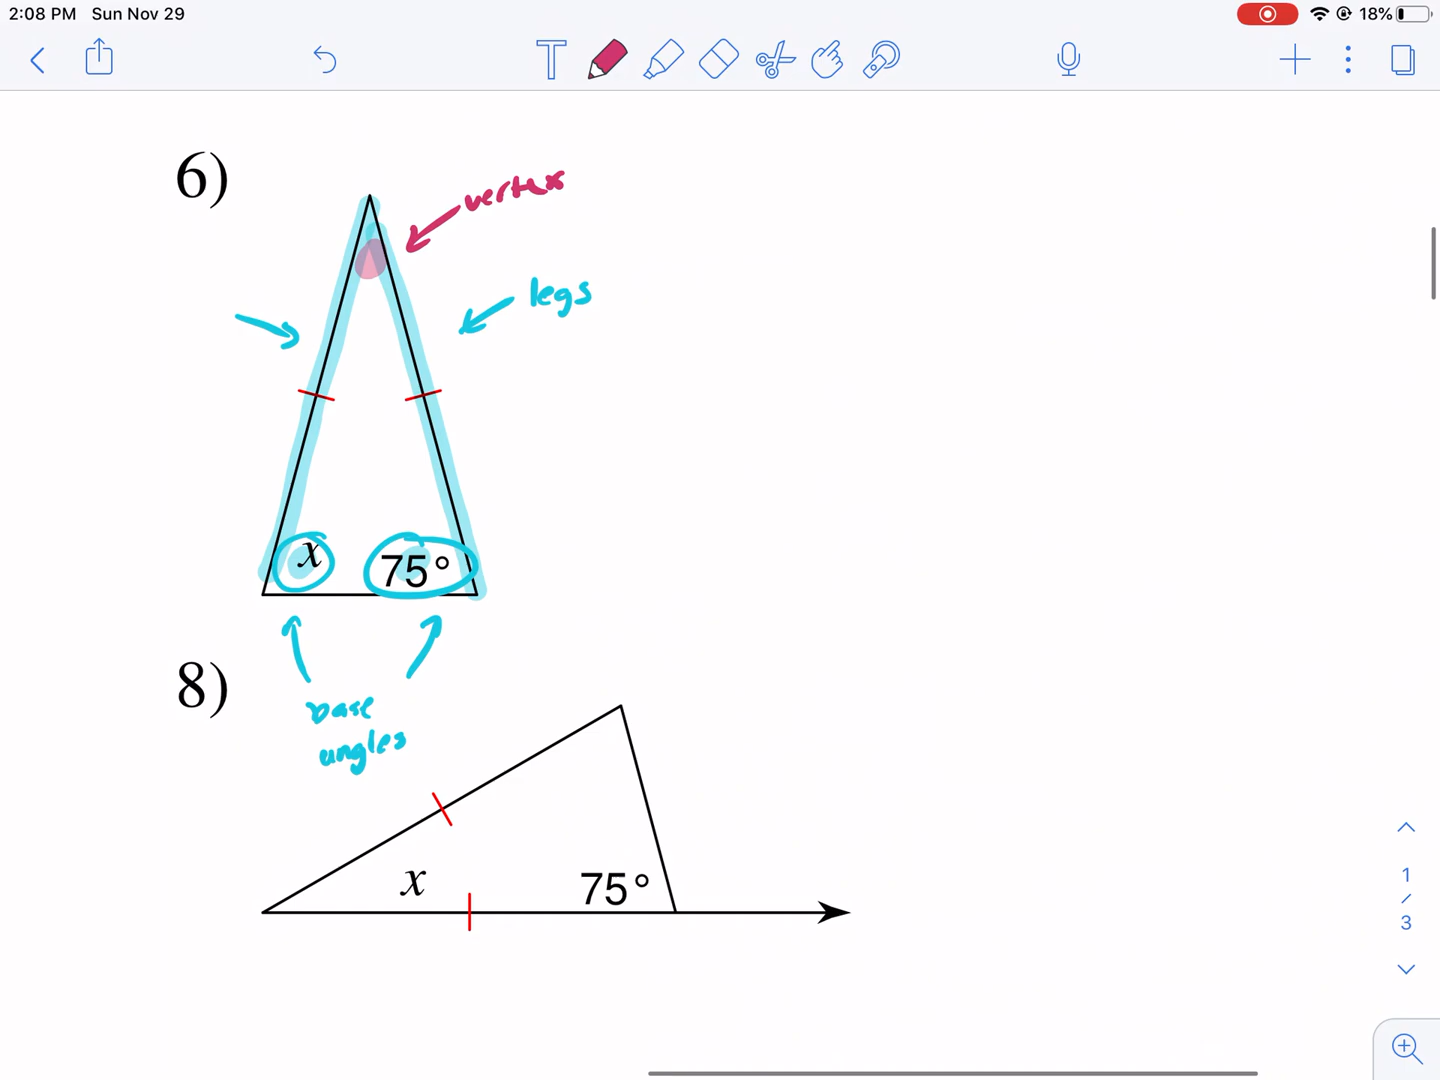 2:08 PM Sun Nov 29
18%
T
6)
vertex
legs
x
75°
base
angles
8)
x
75°
1
/
3